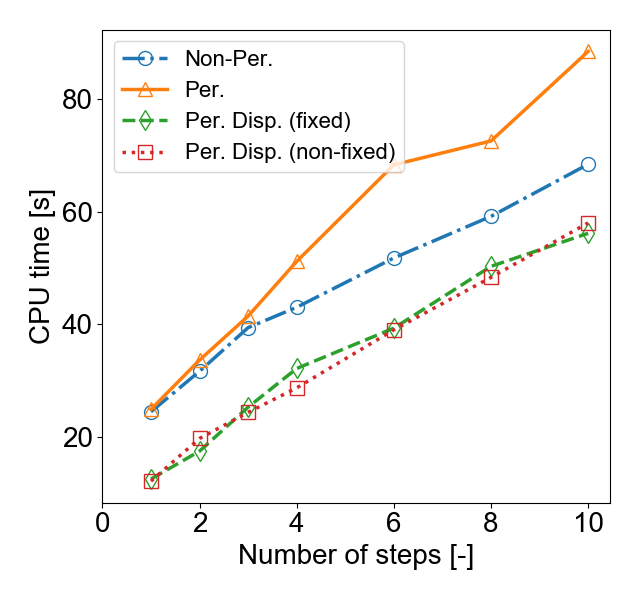 Non-Per.
Per.
Per. Disp. (fixed)
Per. Disp. (non-fixed)
80
60
40
20
CPU time [s]
0 2 4 6 8 10
Number of steps [-]